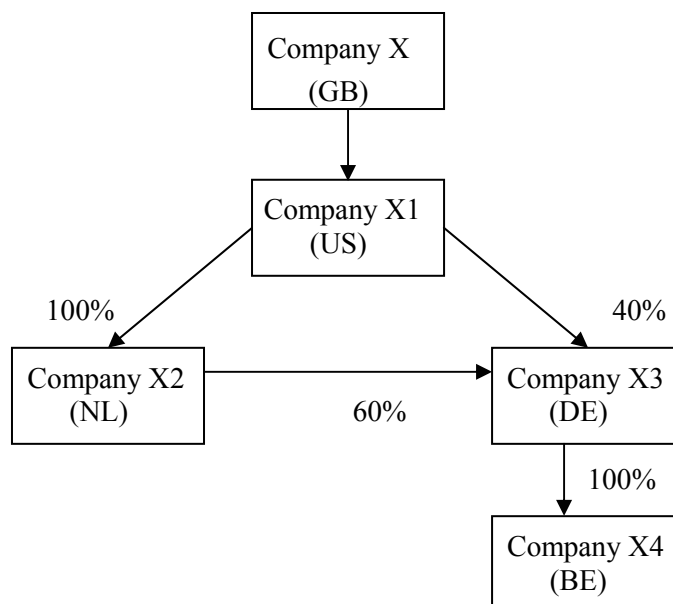 Company X
(GB)
Company X1
(US)
100%
40%
Company X2
(NL)
60%
Company X3
(DE)
100%
Company X4
(BE)